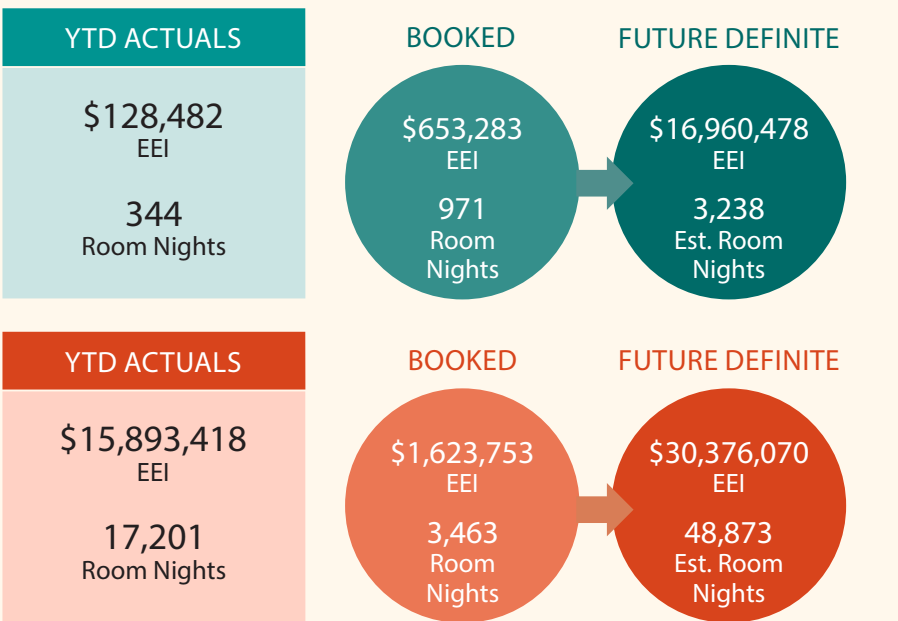 YTD ACTUALS
$128,482
EEI
344
Room Nights
BOOKED
$653,283
EEI
971
Room
Nights
FUTURE DEFINITE
$16,960,478
EEI
3,238
Est. Room
Nights
YTD ACTUALS
$15,893,418
EEI
17,201
Room Nights
BOOKED
$1,623,753
EEI
3,463
Room
Nights
FUTURE DEFINITE
$30,376,070
EEI
48,873
Est. Room
Nights